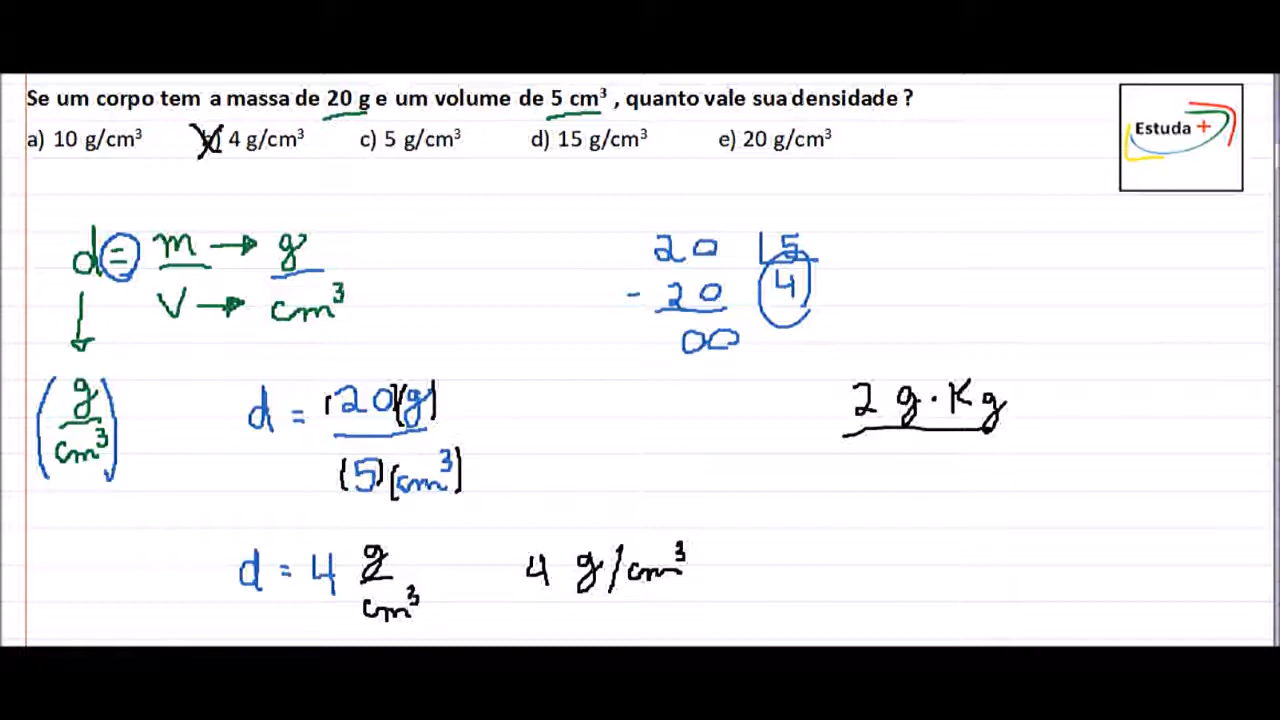 Se um corpo tem a massa de 20 g e um volume de 5 cm³ , quanto vale sua densidade ?
a) 10 g/cm³ b) 4 g/cm³ c) 5 g/cm³ d) 15 g/cm³ e) 20 g/cm³
Estuda +
d = m → g
V → cm³
20 5
- 20 4
00
g
cm³
d = (20)(g)
(5)(cm³)
2 g . Kg
d = 4 g
cm³
4 g/cm³